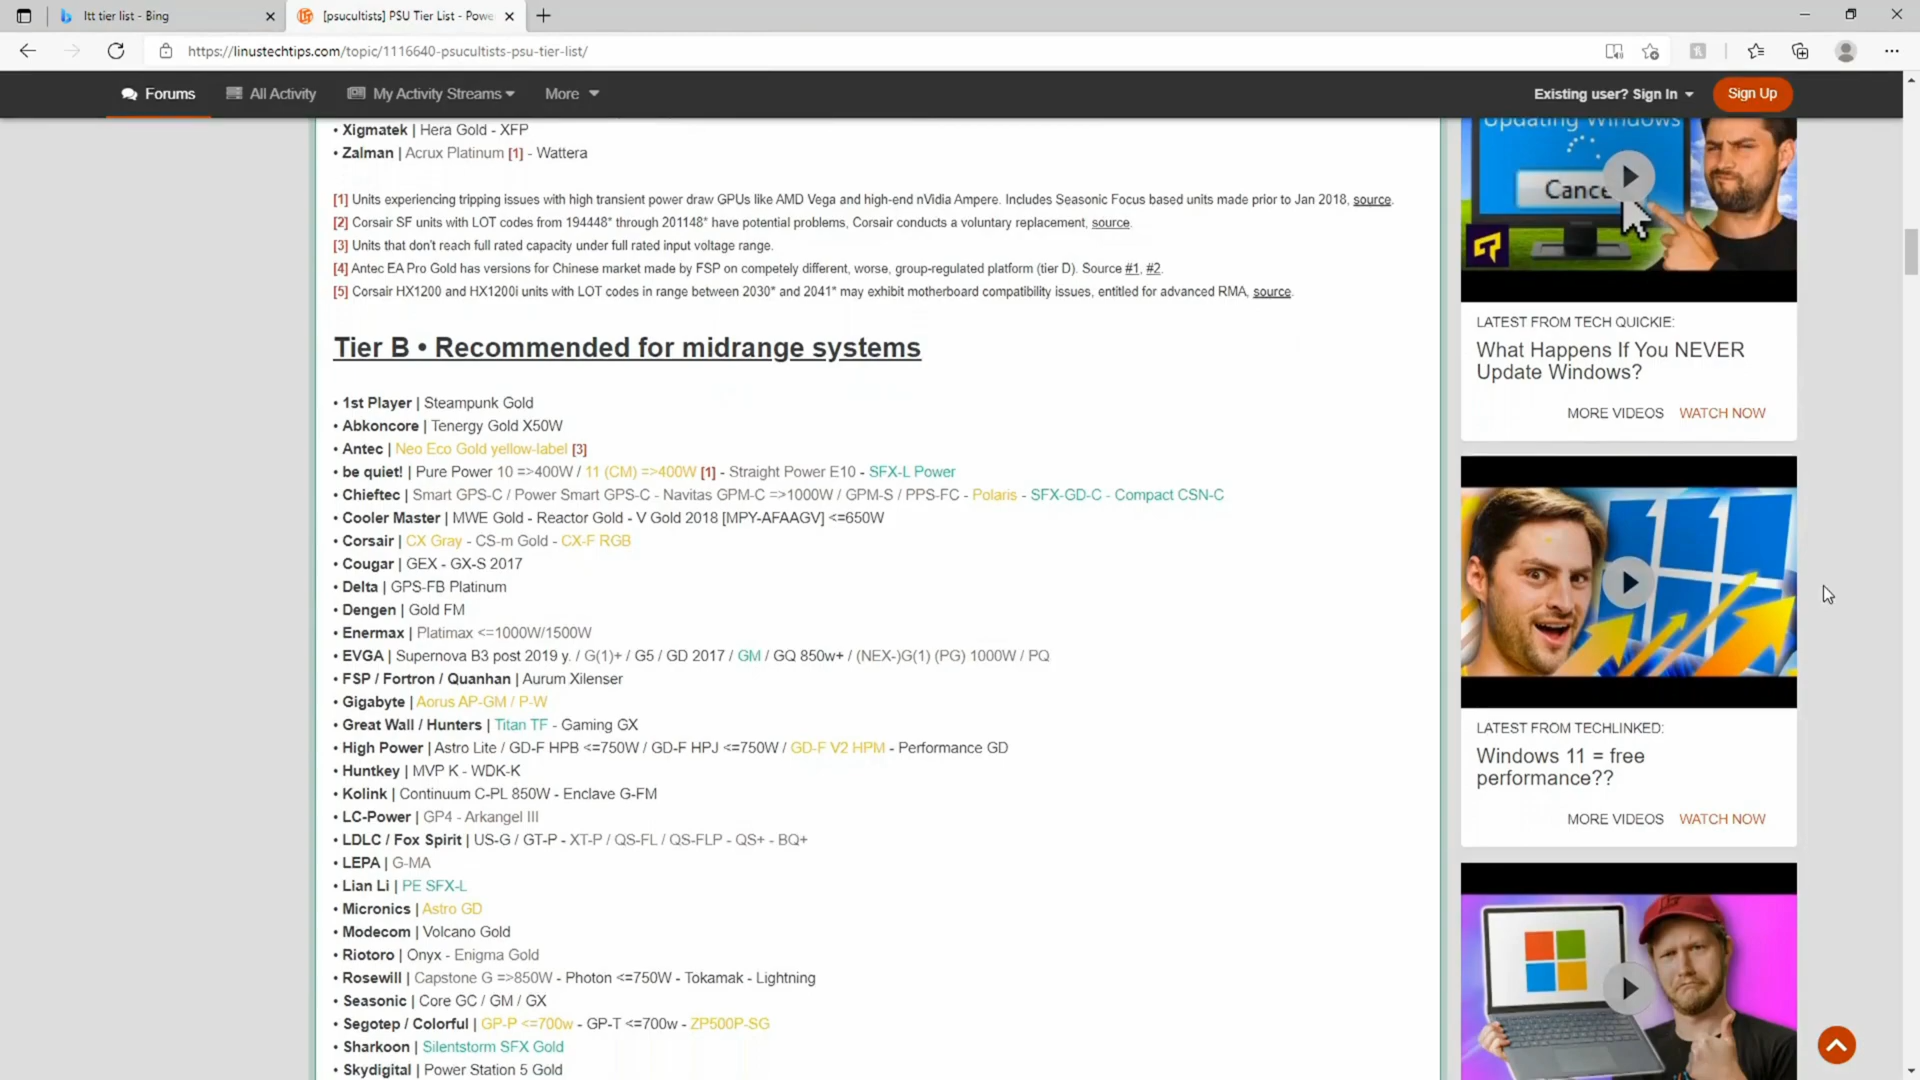 ltt tier list - Bing
[psucultists] PSU Tier List - Powe
https://linustechtips.com/topic/1116640-psucultists-psu-tier-list/
Forums
All Activity
My Activity Streams
More
Existing user? Sign In
Sign Up
• Xigmatek | Hera Gold - XFP
• Zalman | Acrux Platinum [1] - Wattera
[1] Units experiencing tripping issues with high transient power draw GPUs like AMD Vega and high-end nVidia Ampere. Includes Seasonic Focus based units made prior to Jan 2018, source.
[2] Corsair SF units with LOT codes from 194448* through 201148* have potential problems, Corsair conducts a voluntary replacement, source.
[3] Units that don't reach full rated capacity under full rated input voltage range.
[4] Antec EA Pro Gold has versions for Chinese market made by FSP on competely different, worse, group-regulated platform (tier D). Source #1, #2.
[5] Corsair HX1200 and HX1200i units with LOT codes in range between 2030* and 2041* may exhibit motherboard compatibility issues, entitled for advanced RMA, source.
Tier B • Recommended for midrange systems
• 1st Player | Steampunk Gold
• Abkoncore | Tenergy Gold X50W
• Antec | Neo Eco Gold yellow-label [3]
• be quiet! | Pure Power 10 =>400W / 11 (CM) =>400W [1] - Straight Power E10 - SFX-L Power
• Chieftec | Smart GPS-C / Power Smart GPS-C - Navitas GPM-C =>1000W / GPM-S / PPS-FC - Polaris - SFX-GD-C - Compact CSN-C
• Cooler Master | MWE Gold - Reactor Gold - V Gold 2018 [MPY-AFAAGV] <=650W
• Corsair | CX Gray - CS-m Gold - CX-F RGB
• Cougar | GEX - GX-S 2017
• Delta | GPS-FB Platinum
• Dengen | Gold FM
• Enermax | Platimax <=1000W/1500W
• EVGA | Supernova B3 post 2019 y. / G(1)+ / G5 / GD 2017 / GM / GQ 850w+ / (NEX-)G(1) (PG) 1000W / PQ
• FSP / Fortron / Quanhan | Aurum Xilenser
• Gigabyte | Aorus AP-GM / P-W
• Great Wall / Hunters | Titan TF - Gaming GX
• High Power | Astro Lite / GD-F HPB <=750W / GD-F HPJ <=750W / GD-F V2 HPM - Performance GD
• Huntkey | MVP K - WDK-K
• Kolink | Continuum C-PL 850W - Enclave G-FM
• LC-Power | GP4 - Arkangel III
• LDLC / Fox Spirit | US-G / GT-P - XT-P / QS-FL / QS-FLP - QS+ - BQ+
• LEPA | G-MA
• Lian Li | PE SFX-L
• Micronics | Astro GD
• Modecom | Volcano Gold
• Riotoro | Onyx - Enigma Gold
• Rosewill | Capstone G =>850W - Photon <=750W - Tokamak - Lightning
• Seasonic | Core GC / GM / GX
• Segotep / Colorful | GP-P <=700w - GP-T <=700w - ZP500P-SG
• Sharkoon | Silentstorm SFX Gold
• Skydigital | Power Station 5 Gold
Updating Windows
Cance
LATEST FROM TECH QUICKIE:
What Happens If You NEVER
Update Windows?
MORE VIDEOS
WATCH NOW
LATEST FROM TECHLINKED:
Windows 11 = free
performance??
MORE VIDEOS
WATCH NOW